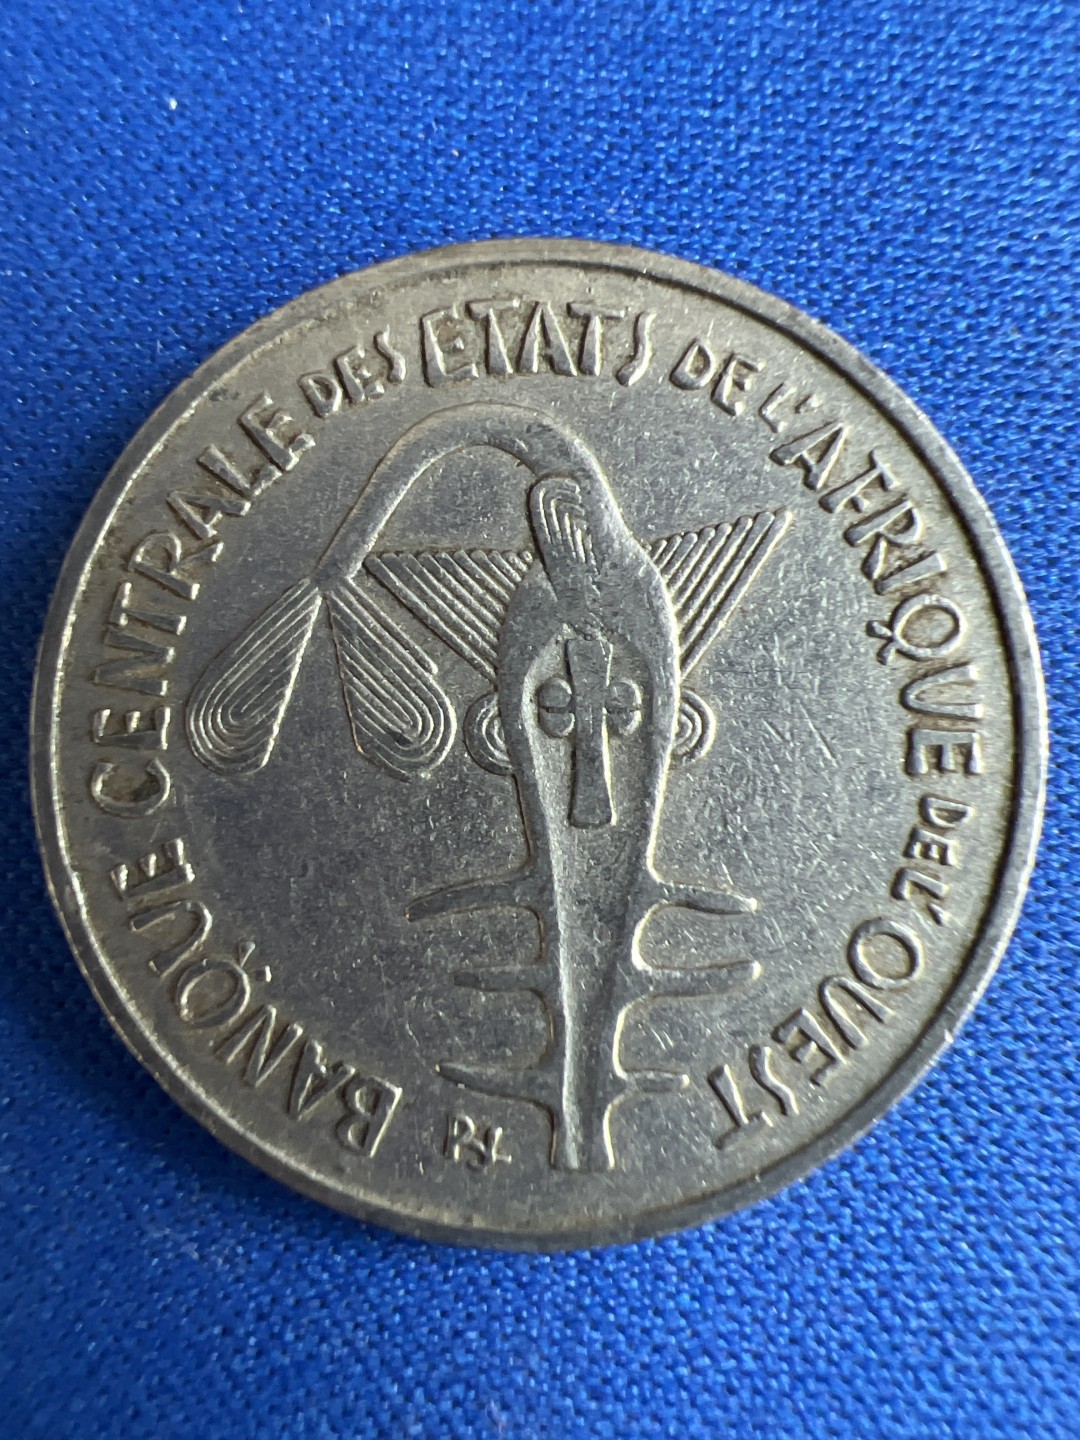 BANQUE CENTRALE DES ETATS DE L'AFRIQUE DE L'OUEST